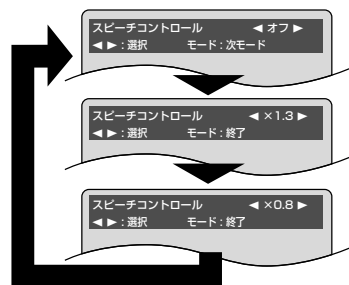 スピーチコントロール ◀ オフ ▶
◀ ▶ : 選択 モード : 次モード
スピーチコントロール ◀ ×1.3 ▶
◀ ▶ : 選択 モード : 終了
スピーチコントロール ◀ ×0.8 ▶
◀ ▶ : 選択 モード : 終了